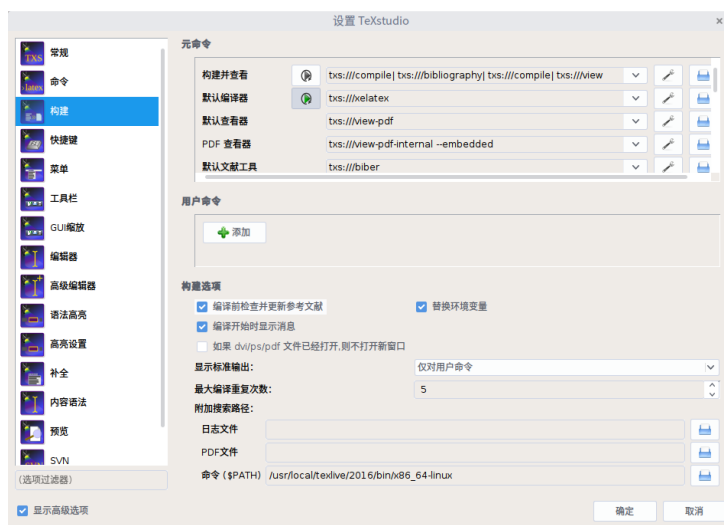 设置 TeXstudio
常规
命令
构建
快捷键
菜单
工具栏
GUI缩放
编辑器
高级编辑器
语法高亮
高亮设置
补全
内容语法
预览
SVN
(选项过滤器)
显示高级选项
元命令
构建并查看 txs:///compile| txs:///bibliography| txs:///compile| txs:///view
默认编译器 txs:///xelatex
默认查看器 txs:///view-pdf
PDF 查看器 txs:///view-pdf-internal --embedded
默认文献工具 txs:///biber
用户命令
添加
构建选项
编译前检查并更新参考文献 替换环境变量
编译开始时显示消息
如果 dvi/ps/pdf 文件已经打开,则不打开新窗口
显示标准输出: 仅对用户命令
最大编译重复次数: 5
附加搜索路径:
日志文件
PDF文件
命令 ($PATH) /usr/local/texlive/2016/bin/x86_64-linux
确定 取消